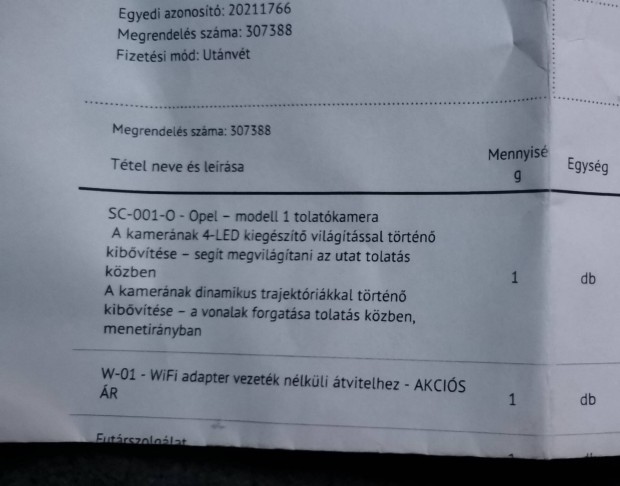 Egyedi azonosító: 20211766
Megrendelés száma: 307388
Fizetési mód: Utánvét
Megrendelés száma: 307388
Tétel neve és leírása
Mennyisé
g
Egység
SC-001-O - Opel – modell 1 tolatókamera
A kamerának 4-LED kiegészítő világítással történő
kibővítése – segít megvilágítani az utat tolatás
közben
A kamerának dinamikus trajektóriákkal történő
kibővítése – a vonalak forgatása tolatás közben,
menetirányban
1
db
W-01 - WiFi adapter vezeték nélküli átvitelhez - AKCIÓS
ÁR
1
db
Futárszolgálat